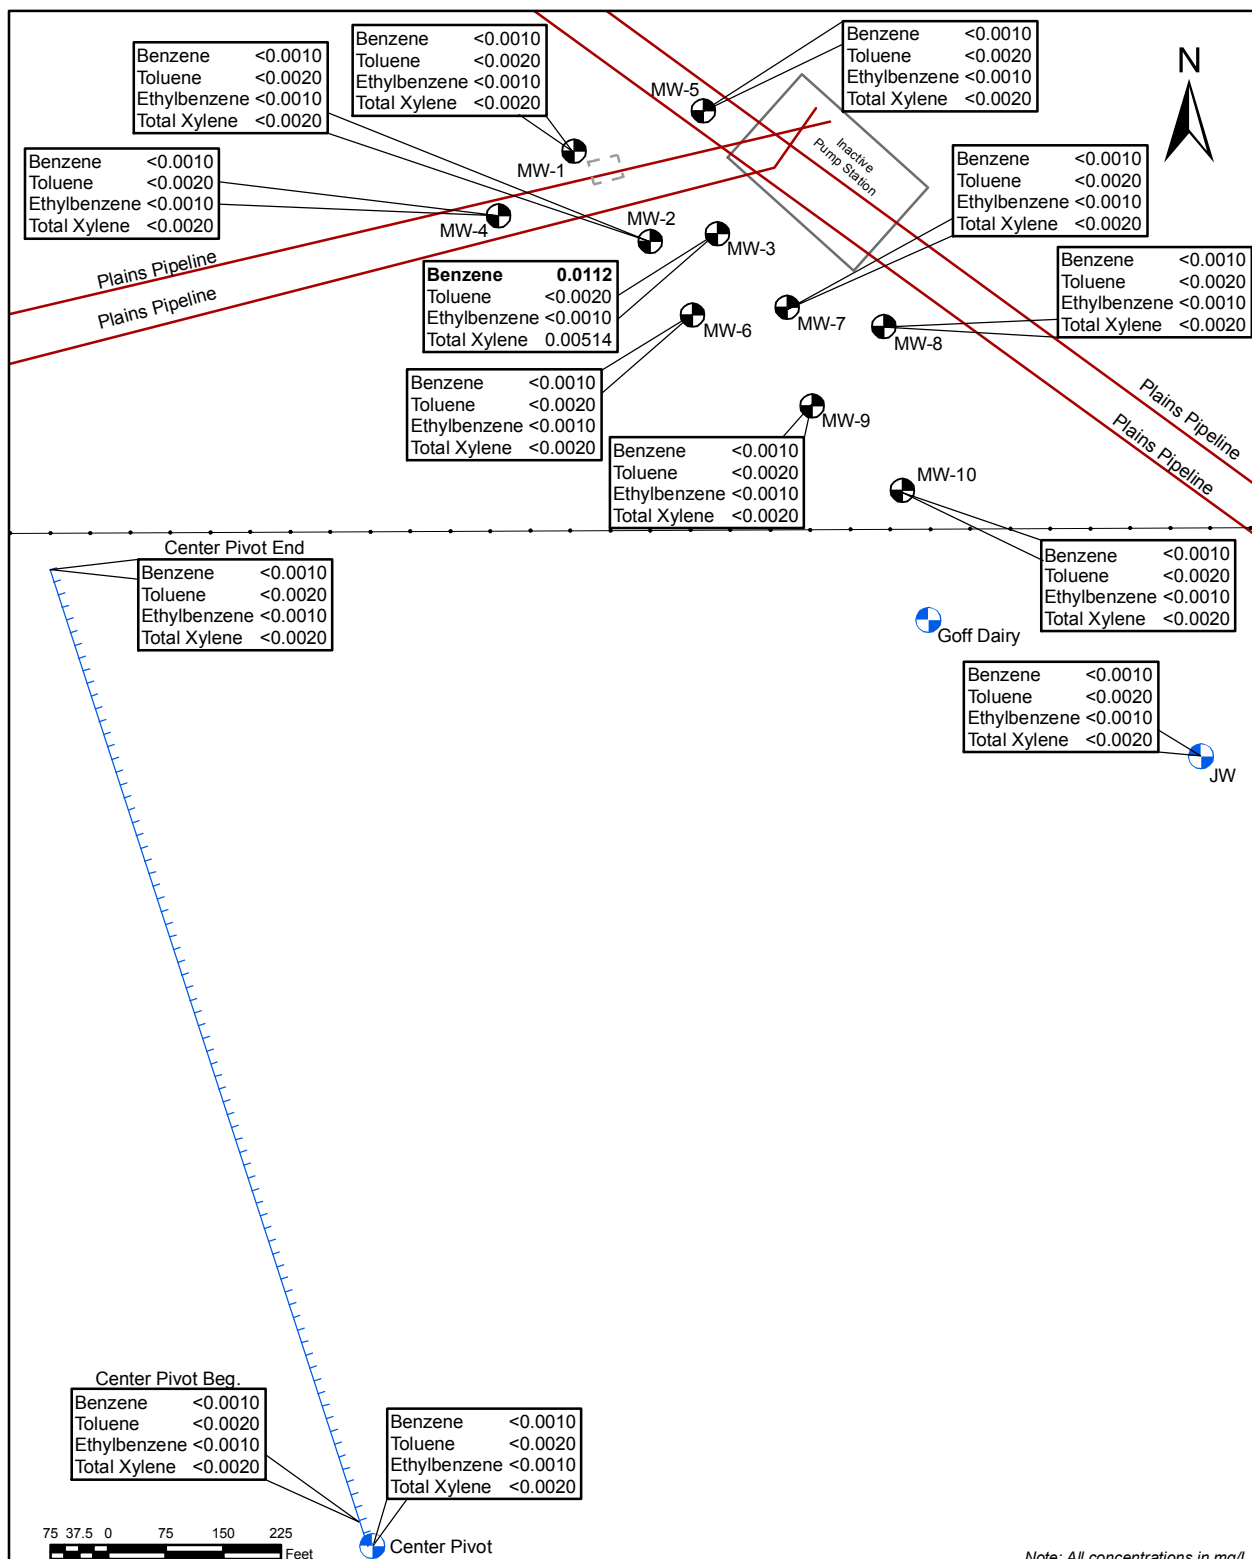 Benzene <0.0010
Toluene <0.0020
Ethylbenzene <0.0010
Total Xylene <0.0020
Benzene <0.0010
Toluene <0.0020
Ethylbenzene <0.0010
Total Xylene <0.0020
Benzene <0.0010
Toluene <0.0020
Ethylbenzene <0.0010
Total Xylene <0.0020
N
MW-5
MW-1
Inactive
Pump Station
Benzene <0.0010
Toluene <0.0020
Ethylbenzene <0.0010
Total Xylene <0.0020
Benzene <0.0010
Toluene <0.0020
Ethylbenzene <0.0010
Total Xylene <0.0020
MW-4
MW-2
MW-3
Plains Pipeline
Plains Pipeline
Benzene 0.0112
Toluene <0.0020
Ethylbenzene <0.0010
Total Xylene 0.00514
MW-6
MW-7
MW-8
Benzene <0.0010
Toluene <0.0020
Ethylbenzene <0.0010
Total Xylene <0.0020
Benzene <0.0010
Toluene <0.0020
Ethylbenzene <0.0010
Total Xylene <0.0020
MW-9
Plains Pipeline
Plains Pipeline
Benzene <0.0010
Toluene <0.0020
Ethylbenzene <0.0010
Total Xylene <0.0020
MW-10
Center Pivot End
Benzene <0.0010
Toluene <0.0020
Ethylbenzene <0.0010
Total Xylene <0.0020
Benzene <0.0010
Toluene <0.0020
Ethylbenzene <0.0010
Total Xylene <0.0020
Goff Dairy
Benzene <0.0010
Toluene <0.0020
Ethylbenzene <0.0010
Total Xylene <0.0020
JW
Center Pivot Beg.
Benzene <0.0010
Toluene <0.0020
Ethylbenzene <0.0010
Total Xylene <0.0020
Benzene <0.0010
Toluene <0.0020
Ethylbenzene <0.0010
Total Xylene <0.0020
Center Pivot
75 37.5 0 75 150 225
Feet
Note: All concentrations in mg/l